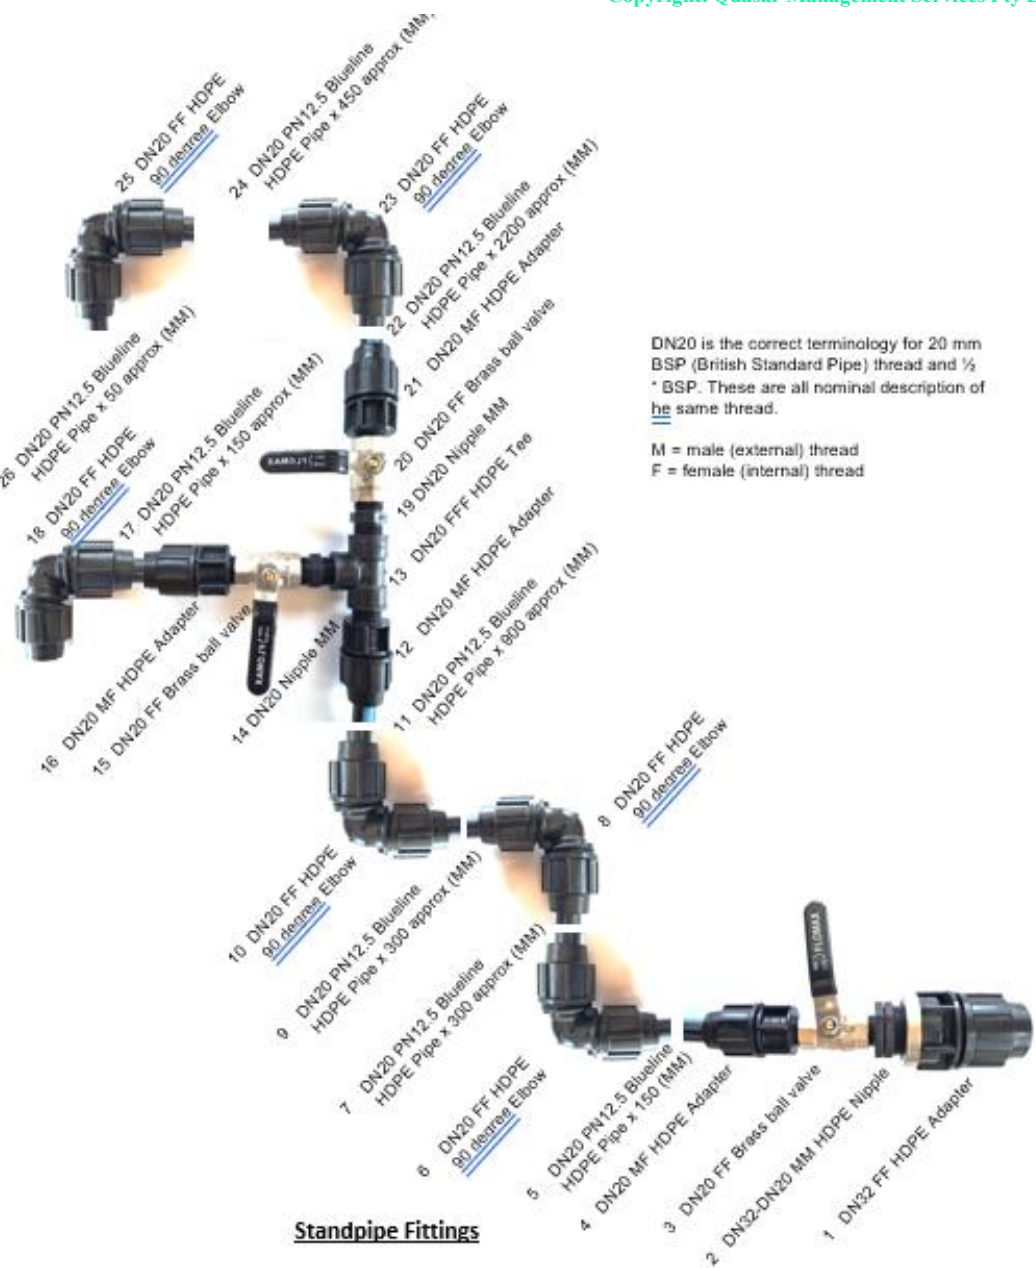 Copyright: Quasar Management Services Pty
25 DN20 FF HDPE
90 degree Elbow
24 DN20 PN12.5 Blueline
HDPE Pipe x 450 approx (MM)
23 DN20 FF HDPE
90 degree Elbow
22 DN20 PN12.5 Blueline
HDPE Pipe x 2200 approx (MM)
21 DN20 MF HDPE Adapter
20 DN20 FF Brass ball valve
19 DN20 Nipple MM
13 DN20 FFF HDPE Tee
12 DN20 MF HDPE Adapter
11 DN20 PN12.5 Blueline
HDPE Pipe x 900 approx (MM)
26 DN20 PN12.5 Blueline
HDPE Pipe x 50 approx (MM)
18 DN20 FF HDPE
90 degree Elbow
17 DN20 PN12.5 Blueline
HDPE Pipe x 150 approx (MM)
16 DN20 MF HDPE Adapter
15 DN20 FF Brass ball valve
14 DN20 Nipple MM
FLOMAX
FLOMAX
DN20 is the correct terminology for 20 mm
BSP (British Standard Pipe) thread and ½
" BSP. These are all nominal description of
he same thread.
M = male (external) thread
F = female (internal) thread
10 DN20 FF HDPE
90 degree Elbow
9 DN20 PN12.5 Blueline
HDPE Pipe x 300 approx (MM)
8 DN20 FF HDPE
90 degree Elbow
7 DN20 PN12.5 Blueline
HDPE Pipe x 300 approx (MM)
6 DN20 FF HDPE
90 degree Elbow
5 DN20 PN12.5 Blueline
HDPE Pipe x 150 (MM)
4 DN20 MF HDPE Adapter
3 DN20 FF Brass ball valve
2 DN32-DN20 MM HDPE Nipple
1 DN32 FF HDPE Adapter
FLOMAX
Standpipe Fittings